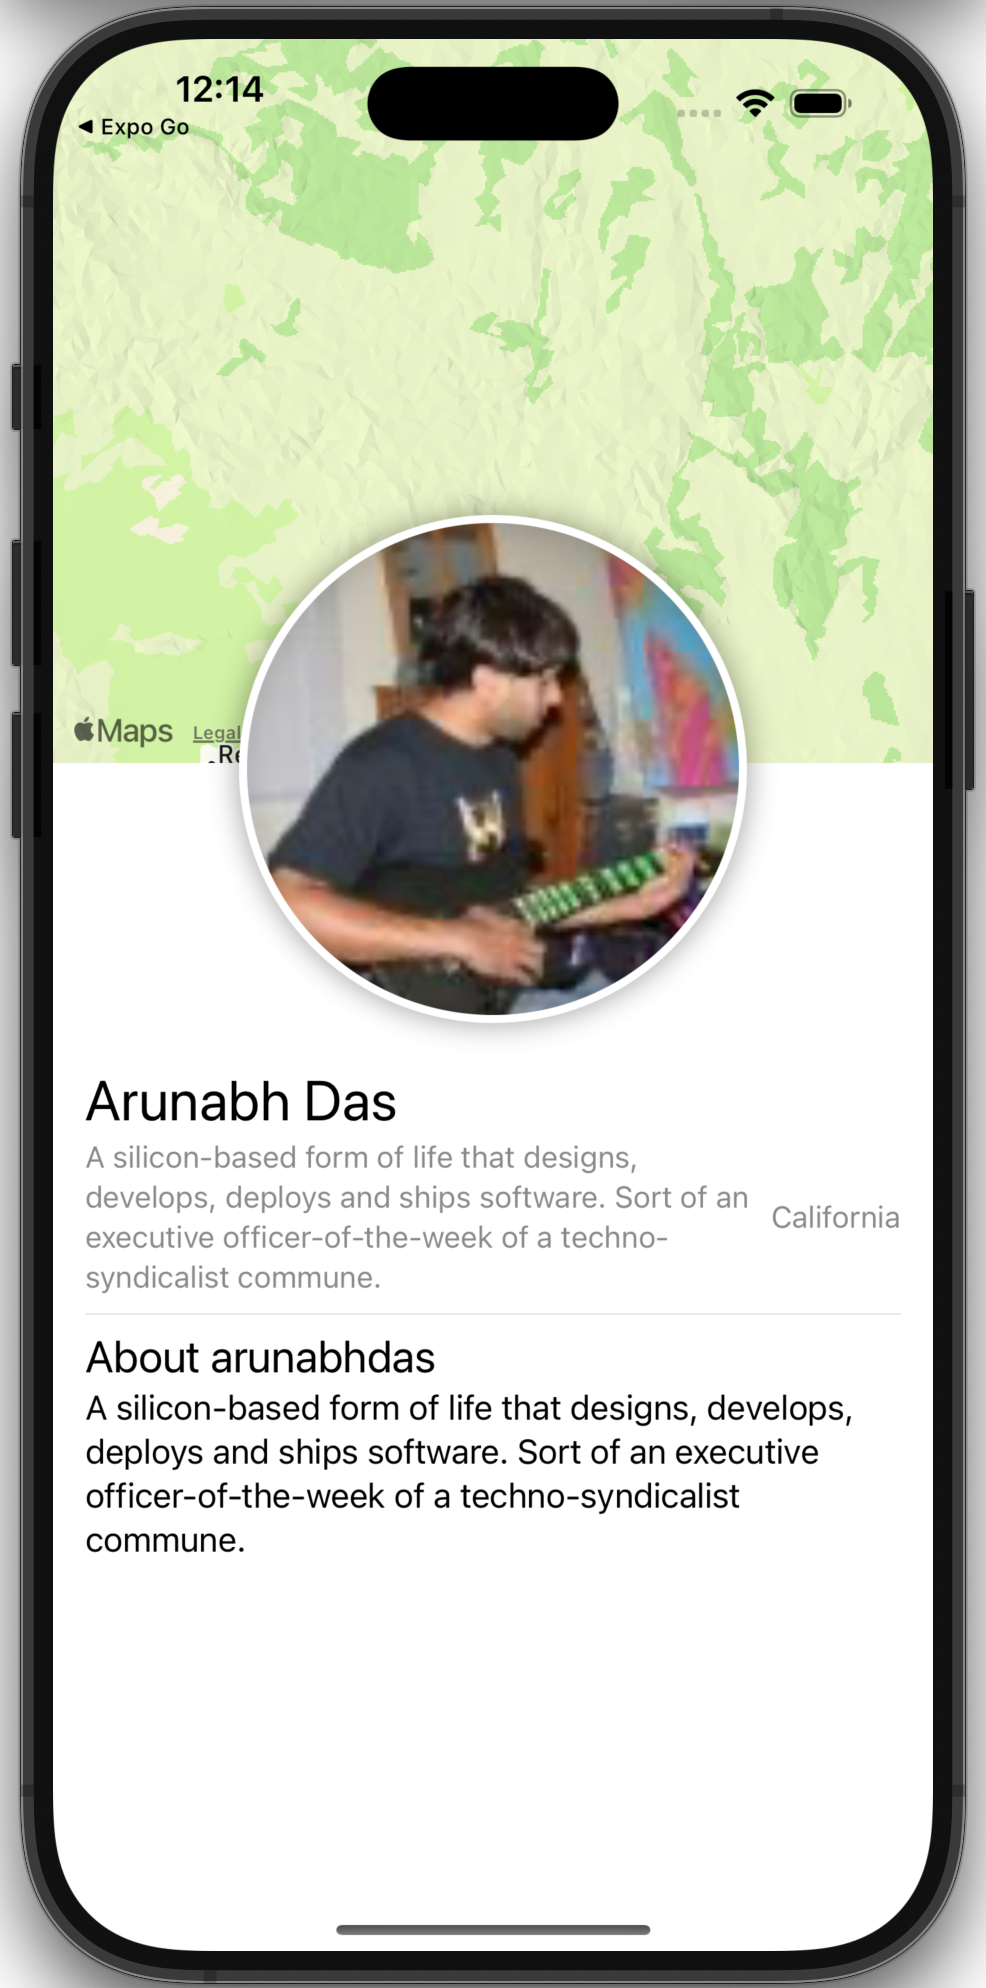 12:14
◀ Expo Go
Maps Legal
Arunabh Das
A silicon-based form of life that designs,
develops, deploys and ships software. Sort of an
executive officer-of-the-week of a techno-
syndicalist commune.
California
About arunabhdas
A silicon-based form of life that designs, develops,
deploys and ships software. Sort of an executive
officer-of-the-week of a techno-syndicalist
commune.